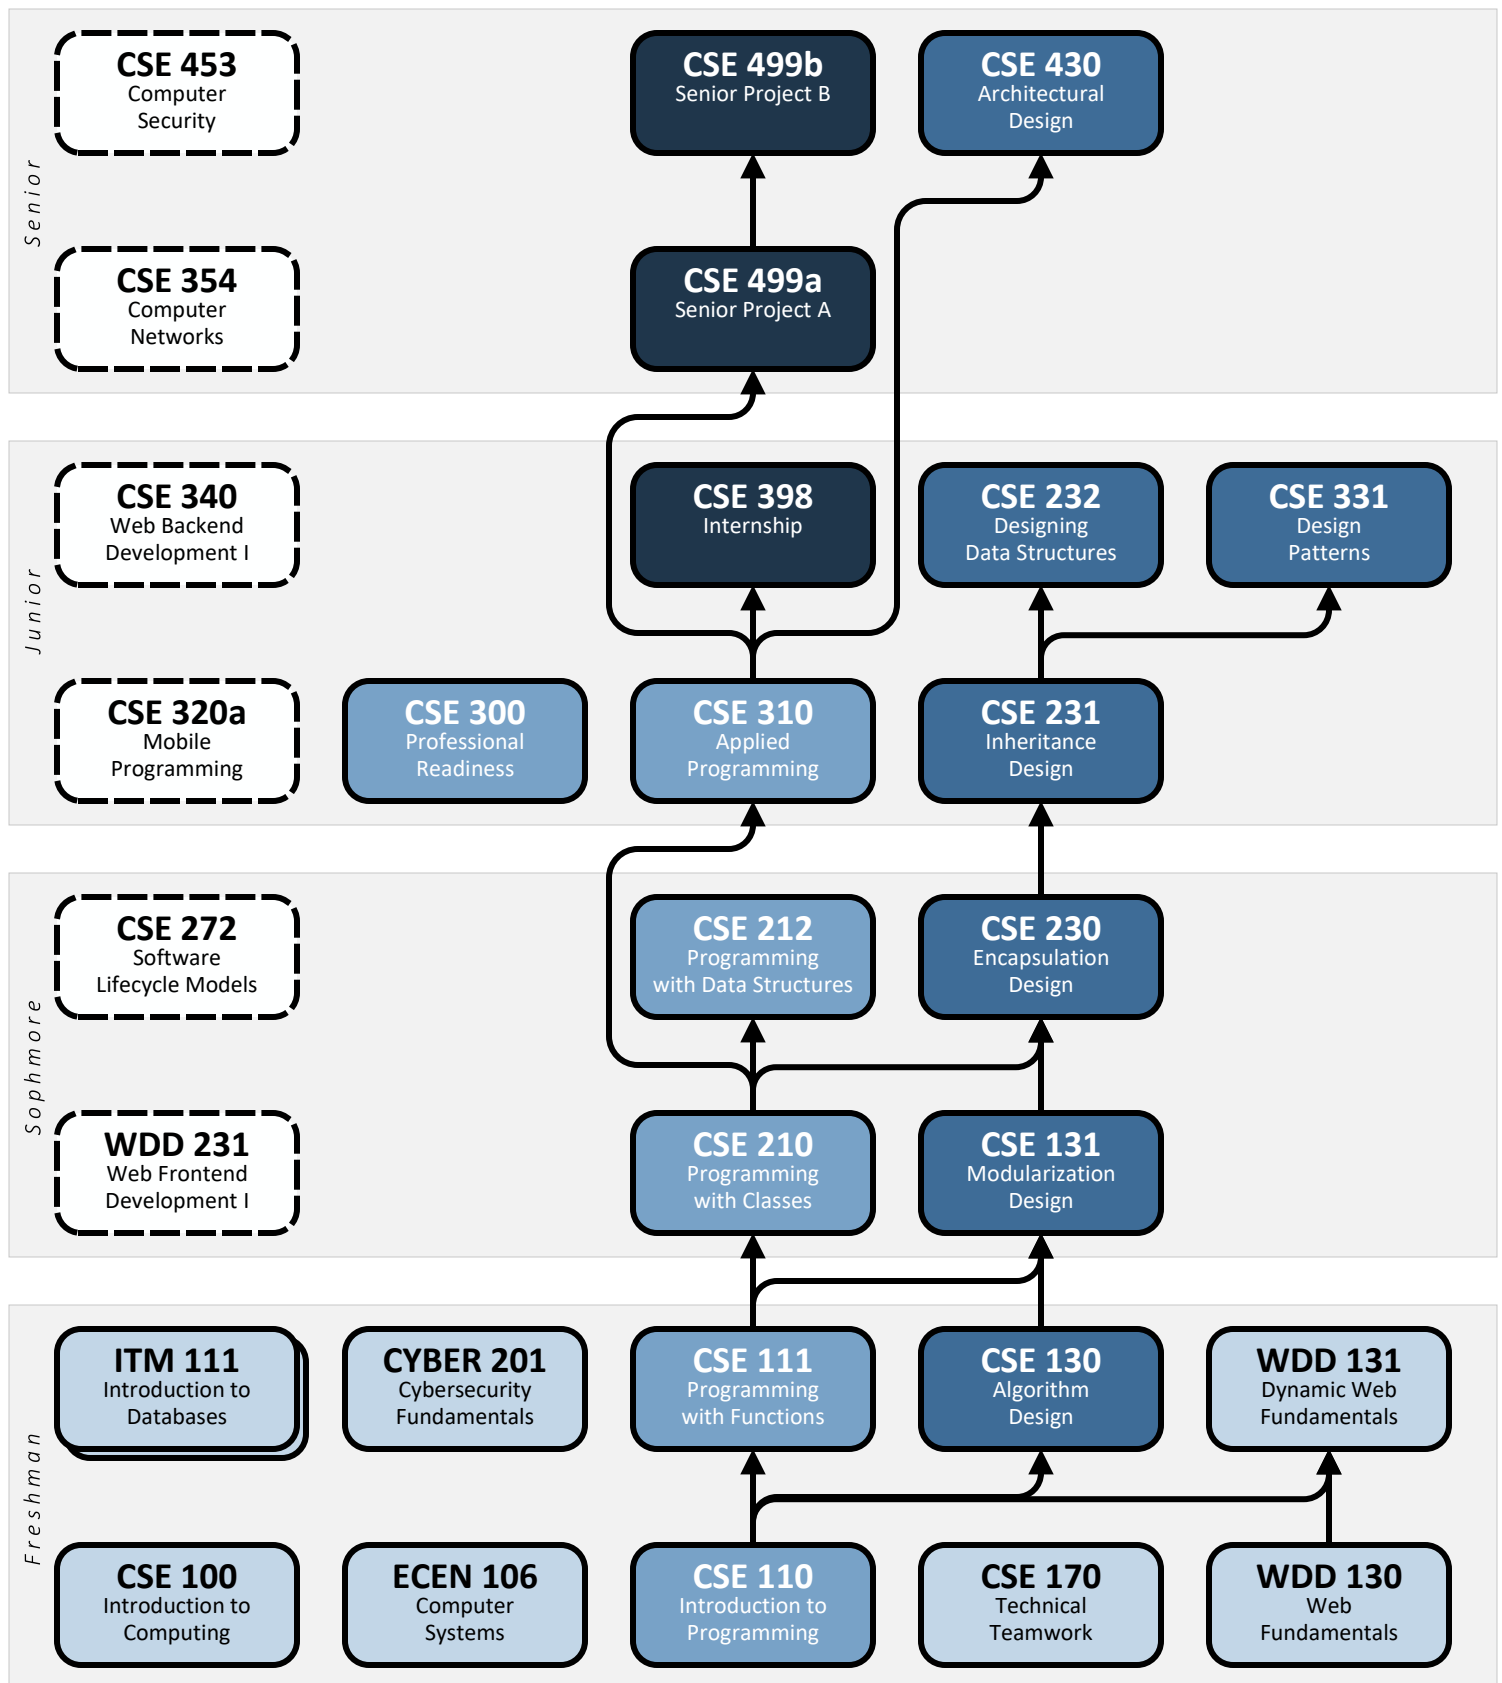 Senior
CSE 453
Computer
Security
CSE 499b
Senior Project B
CSE 430
Architectural
Design
CSE 354
Computer
Networks
CSE 499a
Senior Project A
Junior
CSE 340
Web Backend
Development I
CSE 398
Internship
CSE 232
Designing
Data Structures
CSE 331
Design
Patterns
CSE 320a
Mobile
Programming
CSE 300
Professional
Readiness
CSE 310
Applied
Programming
CSE 231
Inheritance
Design
Sophmore
CSE 272
Software
Lifecycle Models
CSE 212
Programming
with Data Structures
CSE 230
Encapsulation
Design
WDD 231
Web Frontend
Development I
CSE 210
Programming
with Classes
CSE 131
Modularization
Design
Freshman
ITM 111
Introduction to
Databases
CYBER 201
Cybersecurity
Fundamentals
CSE 111
Programming
with Functions
CSE 130
Algorithm
Design
WDD 131
Dynamic Web
Fundamentals
CSE 100
Introduction to
Computing
ECEN 106
Computer
Systems
CSE 110
Introduction to
Programming
CSE 170
Technical
Teamwork
WDD 130
Web
Fundamentals